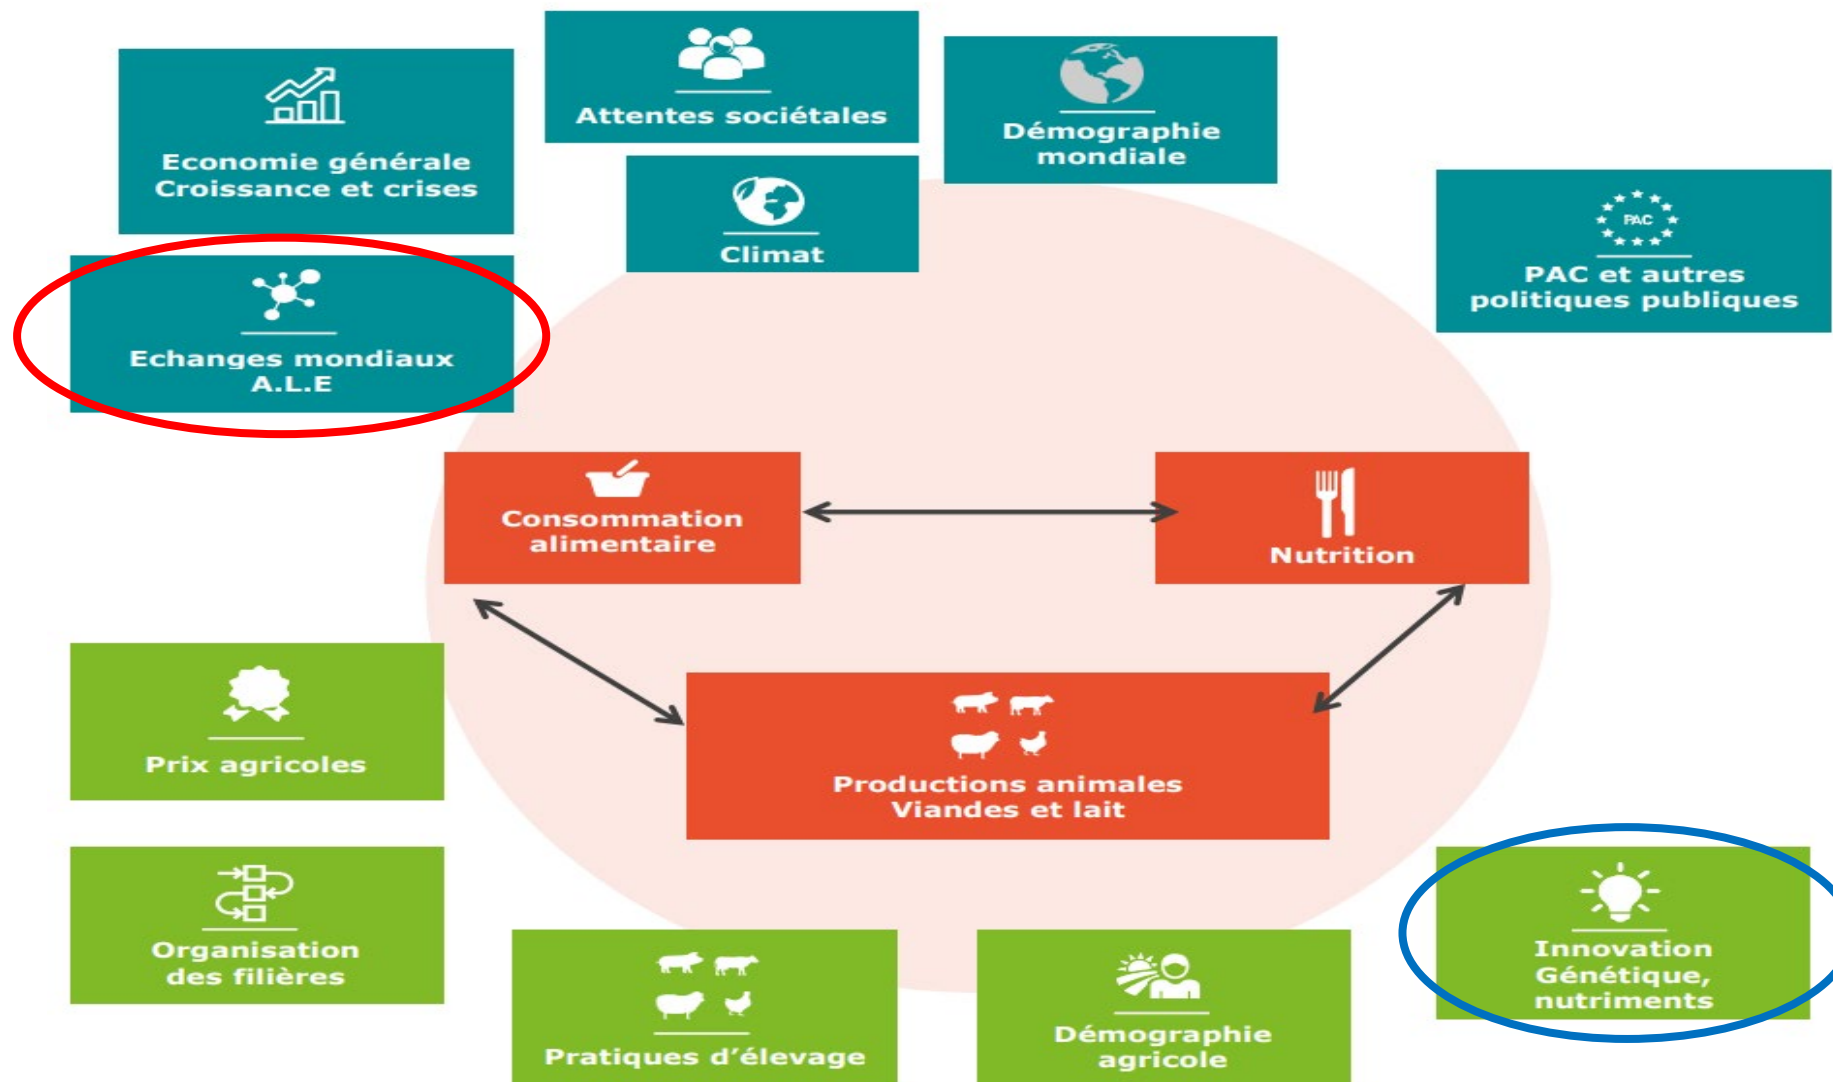 Attentes sociétales
Economie générale
Croissance et crises
Démographie
mondiale
Climat
PAC
PAC et autres
politiques publiques
Echanges mondiaux
A.L.E
Consommation
alimentaire
Nutrition
Prix agricoles
Productions animales
Viandes et lait
Organisation
des filières
Innovation
Génétique,
nutriments
Pratiques d'élevage
Démographie
agricole